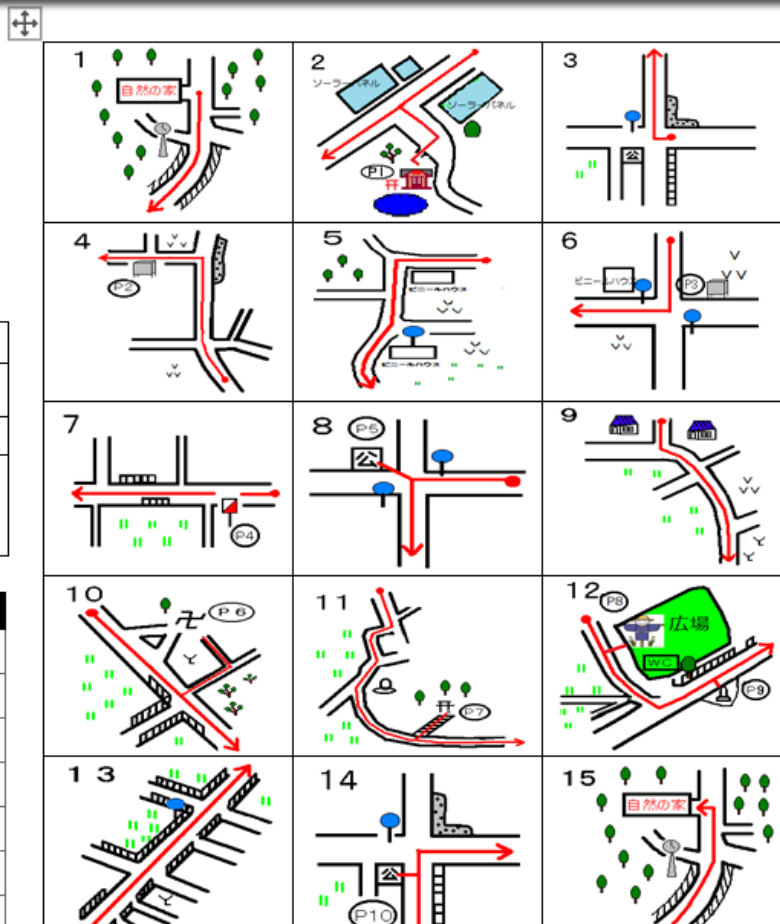 1
自然の家
2
ソーラーパネル
ソーラーパネル
P1
3
公
4
P2
5
ビニールハウス
ビニールハウス
6
ビニールハウス
P3
7
P4
8
P5
公
9
10
卍
P6
11
P7
12
P8
広場
WC
P9
13
14
公
P10
15
自然の家